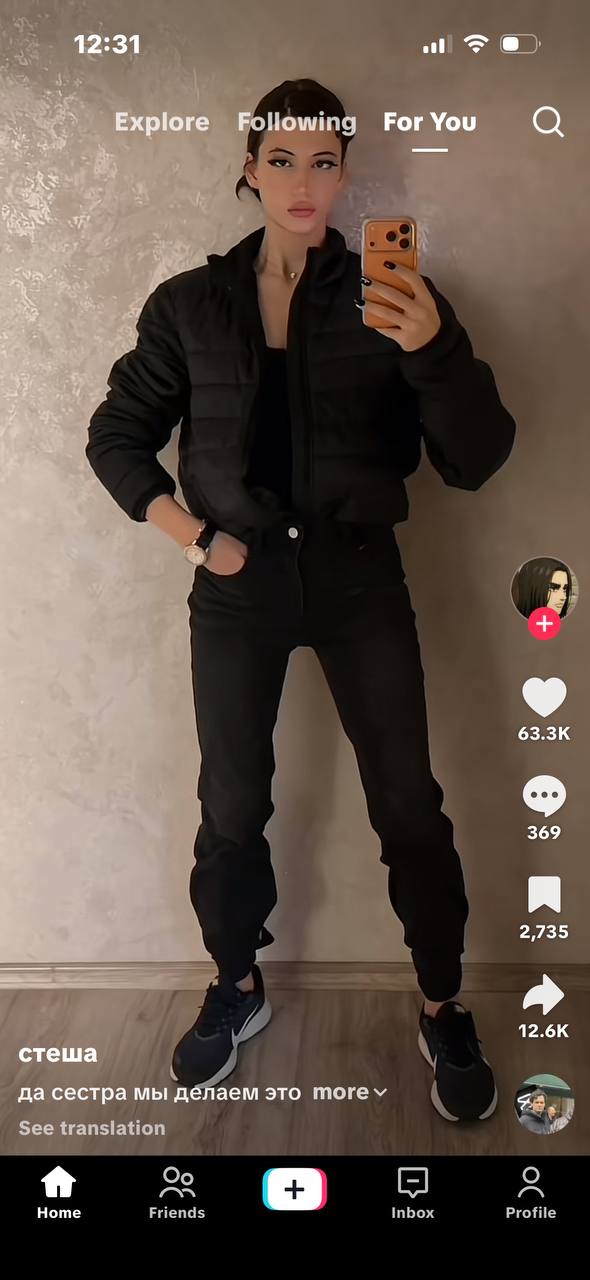 12:31
Explore Following For You
63.3K
369
2,735
12.6K
стеша
да сестра мы делаем это more
See translation
Home Friends Inbox Profile